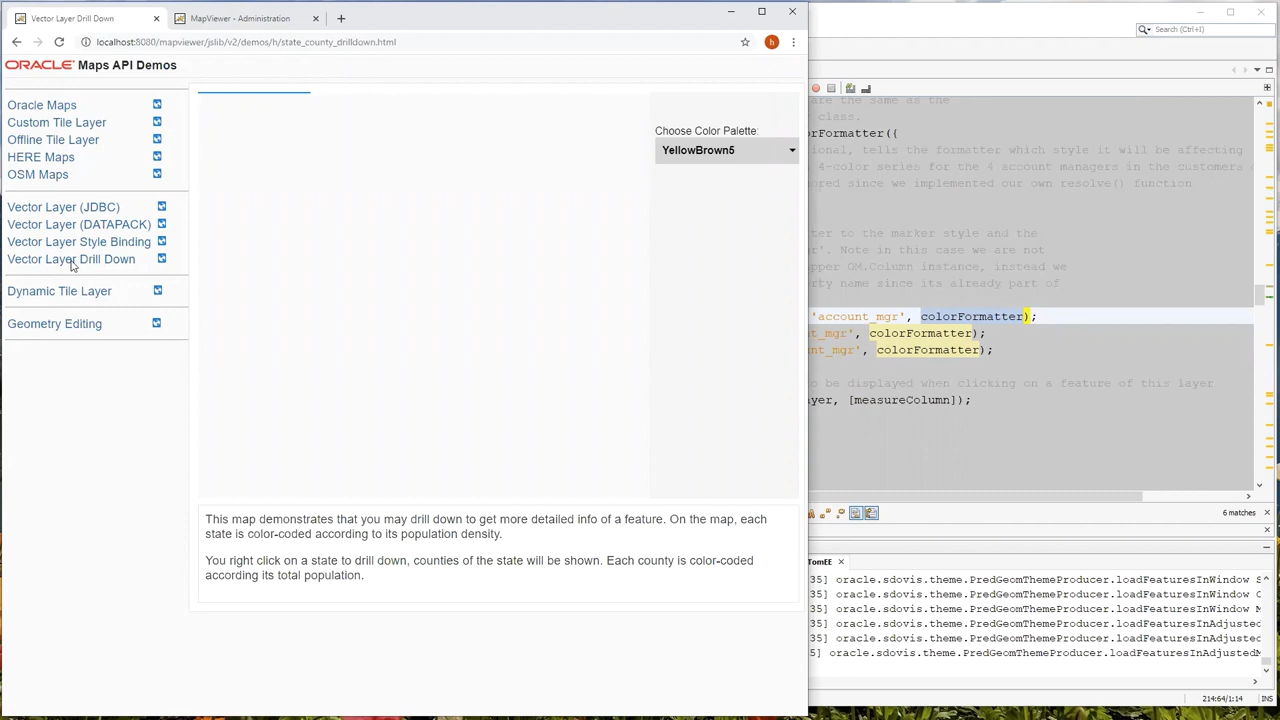 Vector Layer Drill Down
MapViewer - Administration
localhost:8080/mapviewer/jslib/v2/demos/h/state_county_drilldown.html
h
Search (Ctrl+I)
ORACLE Maps API Demos
Oracle Maps
Custom Tile Layer
Offline Tile Layer
HERE Maps
OSM Maps
Vector Layer (JDBC)
Vector Layer (DATAPACK)
Vector Layer Style Binding
Vector Layer Drill Down
Dynamic Tile Layer
Geometry Editing
Choose Color Palette:
YellowBrown5
This map demonstrates that you may drill down to get more detailed info of a feature. On the map, each
state is color-coded according to its population density.
You right click on a state to drill down, counties of the state will be shown. Each county is color-coded
according its total population.
are the same as the
class.
orFormatter({
ional, tells the formatter which style it will be affecting
4-color series for the 4 account managers in the customers
ored since we implemented our own resolve() function
ter to the marker style and the
r'. Note in this case we are not
upper OM.Column instance, instead we
erty name since its already part of
'account_mgr', colorFormatter);
nt_mgr', colorFormatter);
unt_mgr', colorFormatter);
o be displayed when clicking on a feature of this layer
ayer, [measureColumn]);
6 matches
TomEE
35] oracle.sdovis.theme.PredGeomThemeProducer.loadFeaturesInWindow
35] oracle.sdovis.theme.PredGeomThemeProducer.loadFeaturesInWindow
35] oracle.sdovis.theme.PredGeomThemeProducer.loadFeaturesInWindow
35] oracle.sdovis.theme.PredGeomThemeProducer.loadFeaturesInAdjusted
35] oracle.sdovis.theme.PredGeomThemeProducer.loadFeaturesInAdjusted
5] oracle.sdovis.theme.PredGeomThemeProducer.loadFeaturesInAdjustedM
214:64/1:14
INS